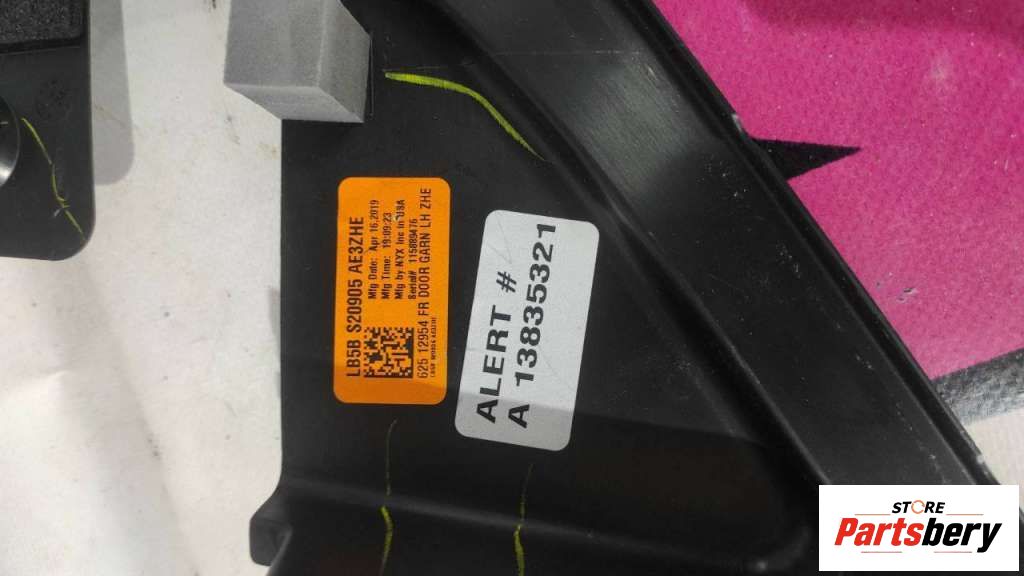 LB5B S20905 AE3ZHE
Mfg Date: Apr 16,2019
Mfg Time: 19:09:23
Mfg by NYX Inc in USA
Serial# 115889476
625 12954 FR DOOR GARN LH ZHE
ALERT #
A 13835321
STORE
Partsbery